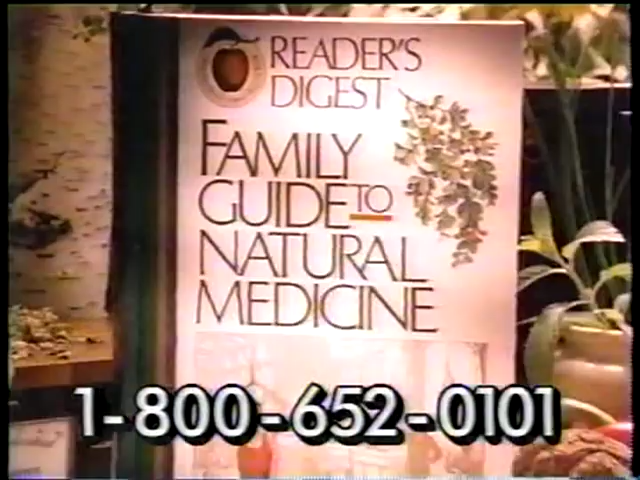 READER'S
DIGEST
FAMILY
GUIDE TO
NATURAL
MEDICINE
1-800-652-0101